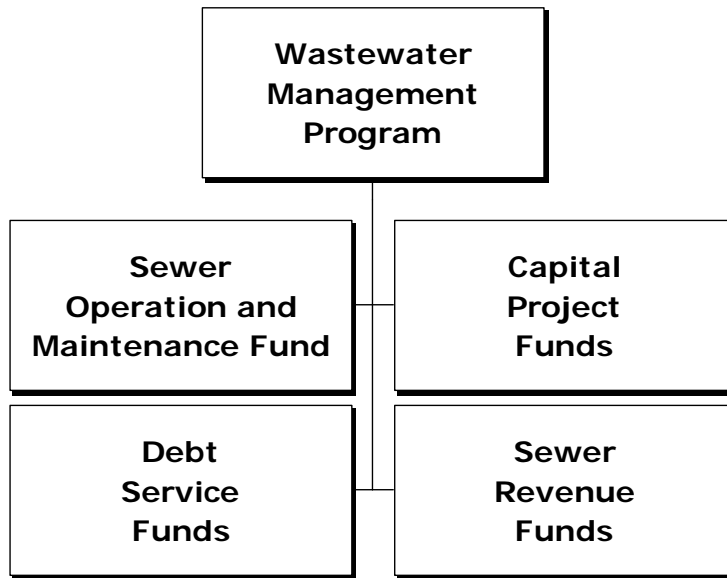 Wastewater
Management
Program
Sewer
Operation and
Maintenance Fund
Capital
Project
Funds
Debt
Service
Funds
Sewer
Revenue
Funds